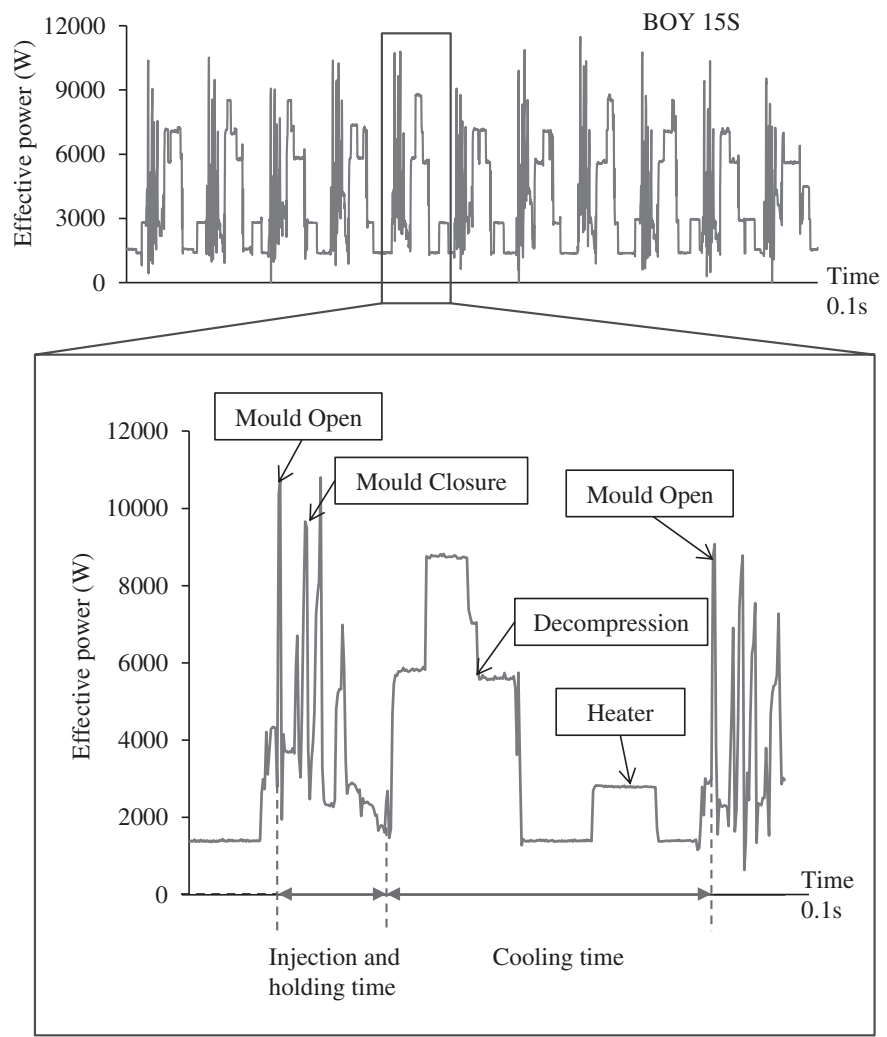 BOY 15S
Effective power (W)
12000
9000
6000
3000
0
Time
0.1s
Mould Open
Mould Closure
Mould Open
Decompression
Heater
Effective power (W)
12000
10000
8000
6000
4000
2000
0
Time
0.1s
Injection and
holding time
Cooling time